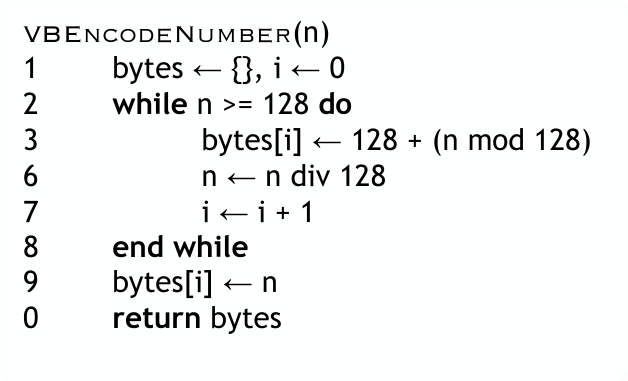 VBENCODENUMBER(n)
1 bytes ← {}, i ← 0
2 while n >= 128 do
3 bytes[i] ← 128 + (n mod 128)
6 n ← n div 128
7 i ← i + 1
8 end while
9 bytes[i] ← n
0 return bytes